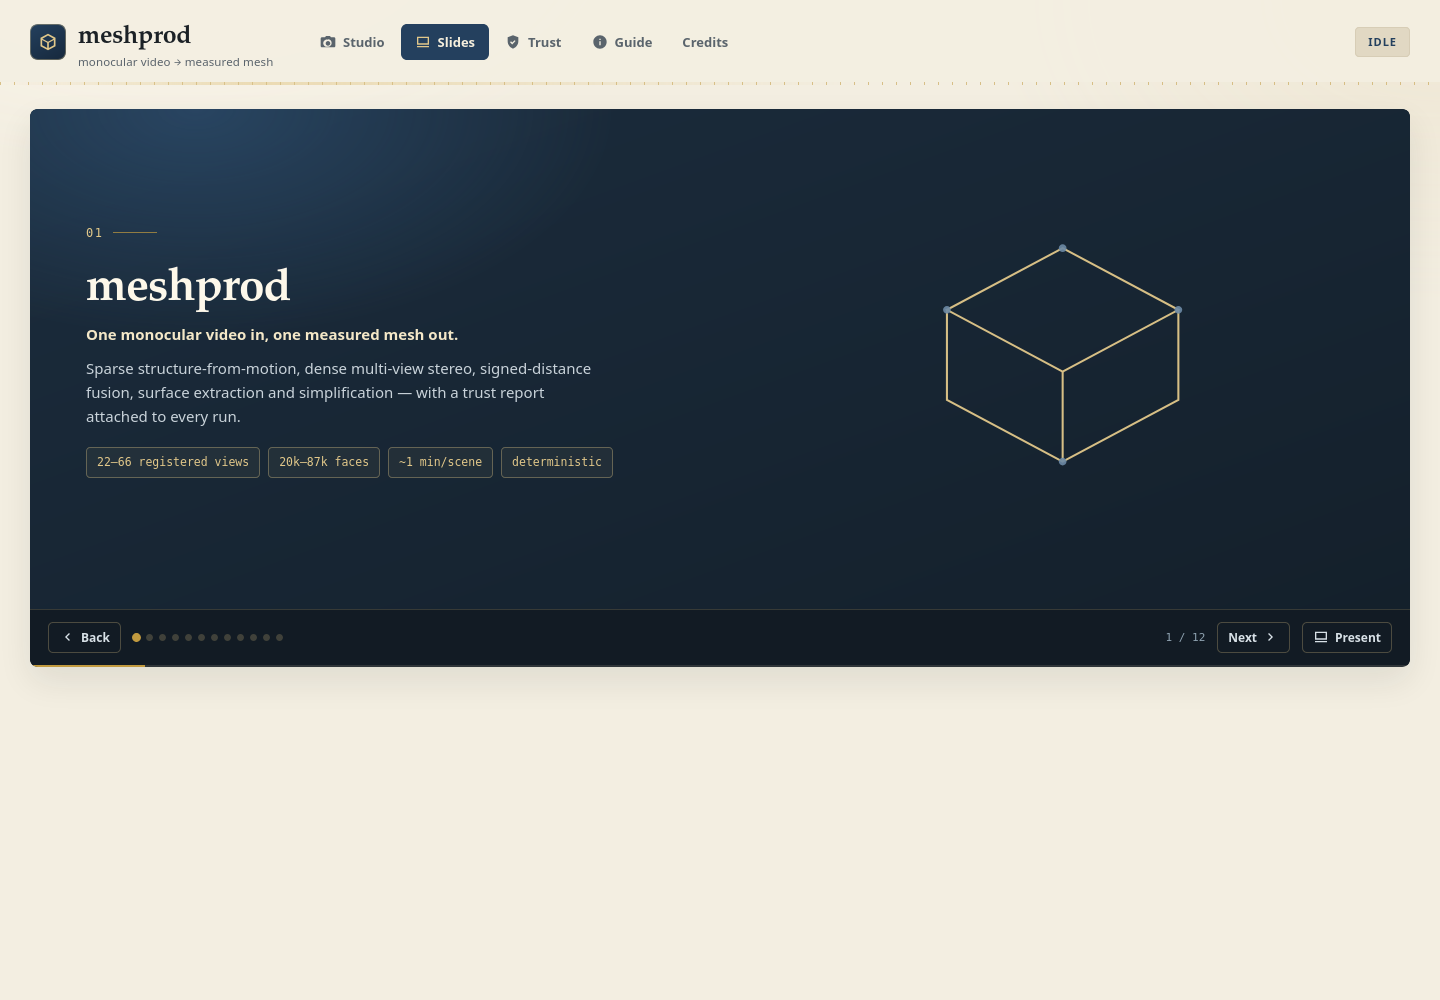 meshprod
monocular video → measured mesh
Studio
Slides
Trust
Guide
Credits
IDLE
01
meshprod
One monocular video in, one measured mesh out.
Sparse structure-from-motion, dense multi-view stereo, signed-distance
fusion, surface extraction and simplification — with a trust report
attached to every run.
22–66 registered views
20k–87k faces
~1 min/scene
deterministic
Back
1 / 12
Next
Present